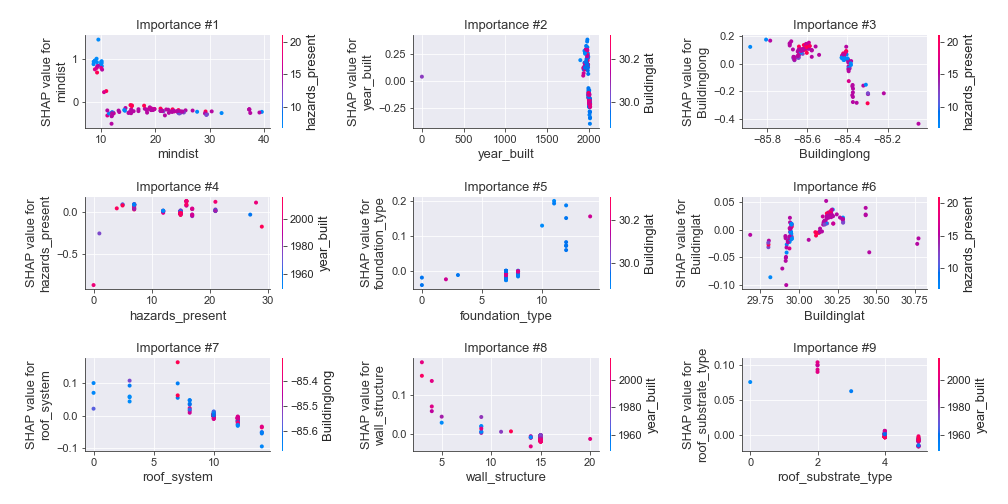 Importance #1
SHAP value for
mindist
1
0
0
10
20
30
40
mindist
20
15
10
hazards_present
Importance #2
SHAP value for
year_built
0.25
0.00
−0.25
0
500
1000
1500
2000
year_built
30.2
30.0
Buildinglat
Importance #3
SHAP value for
Buildinglong
0.2
0.0
−0.2
−0.4
−85.8
−85.6
−85.4
−85.2
Buildinglong
20
15
10
hazards_present
Importance #4
SHAP value for
hazards_present
0.0
−0.5
0
10
20
30
hazards_present
2000
1980
1960
year_built
Importance #5
SHAP value for
foundation_type
0.2
0.1
0.0
0
5
10
foundation_type
30.2
30.0
Buildinglat
Importance #6
SHAP value for
Buildinglat
0.05
0.00
−0.05
−0.10
29.75
30.00
30.25
30.50
30.75
Buildinglat
20
15
10
hazards_present
Importance #7
SHAP value for
roof_system
0.1
0.0
−0.1
0
5
10
roof_system
−85.4
−85.5
−85.6
Buildinglong
Importance #8
SHAP value for
wall_structure
0.1
0.0
5
10
15
20
wall_structure
2000
1980
1960
year_built
Importance #9
SHAP value for
roof_substrate_type
0.10
0.05
0.00
0
2
4
roof_substrate_type
2000
1980
1960
year_built